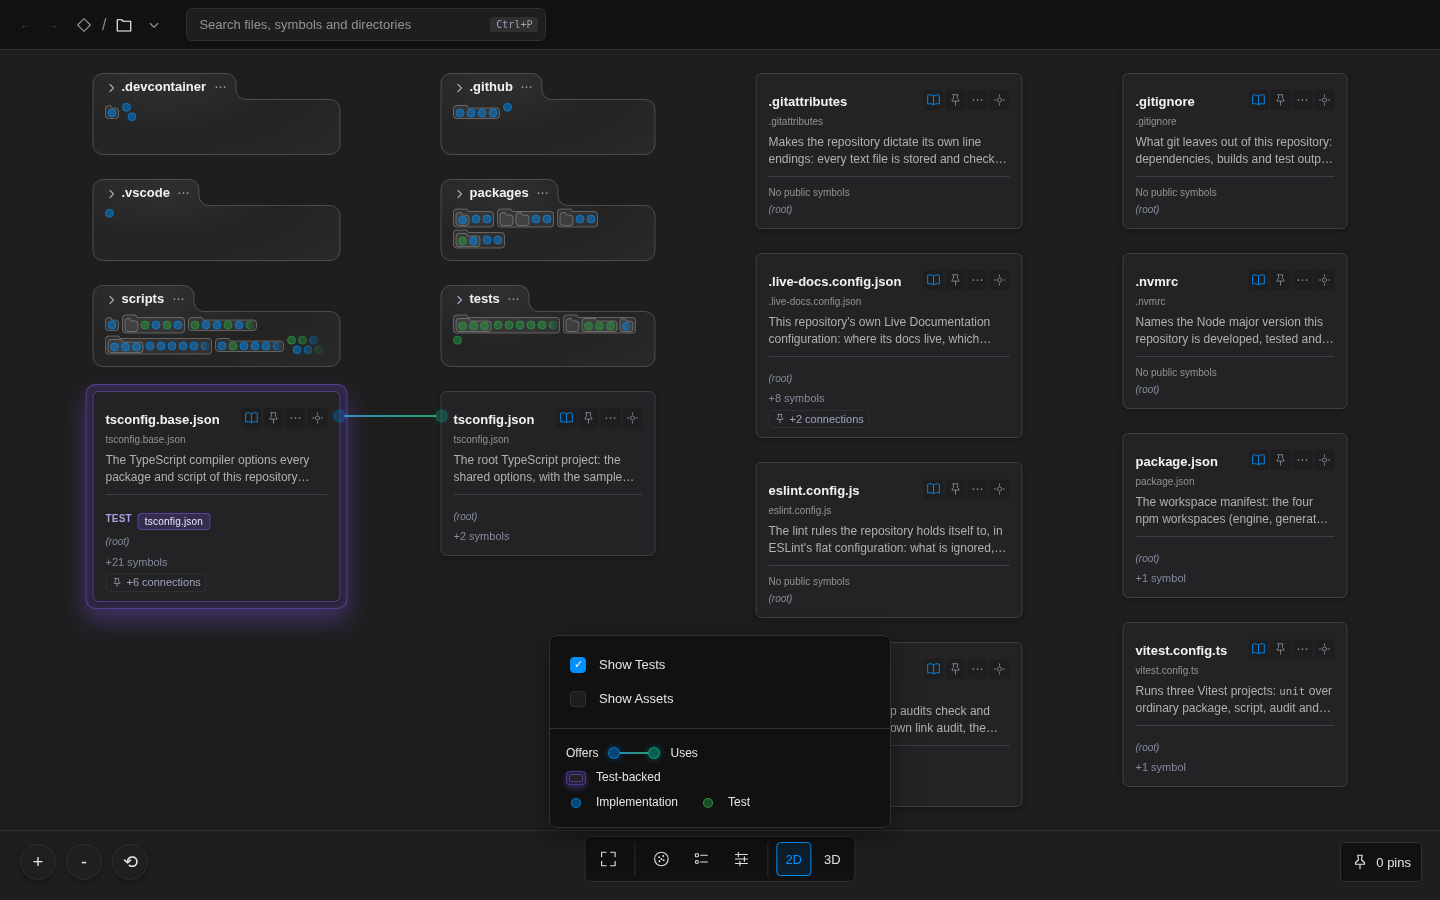 /
Search files, symbols and directories
Ctrl+P
.devcontainer
.github
.vscode
packages
scripts
tests
tsconfig.base.json
tsconfig.base.json
The TypeScript compiler options every
package and script of this repository…
TEST tsconfig.json
(root)
+21 symbols
+6 connections
tsconfig.json
tsconfig.json
The root TypeScript project: the
shared options, with the sample…
(root)
+2 symbols
.gitattributes
.gitattributes
Makes the repository dictate its own line
endings: every text file is stored and check…
No public symbols
(root)
.live-docs.config.json
.live-docs.config.json
This repository's own Live Documentation
configuration: where its docs live, which…
(root)
+8 symbols
+2 connections
eslint.config.js
eslint.config.js
The lint rules the repository holds itself to, in
ESLint's flat configuration: what is ignored,…
No public symbols
(root)
p audits check and
own link audit, the…
.gitignore
.gitignore
What git leaves out of this repository:
dependencies, builds and test outp…
No public symbols
(root)
.nvmrc
.nvmrc
Names the Node major version this
repository is developed, tested and…
No public symbols
(root)
package.json
package.json
The workspace manifest: the four
npm workspaces (engine, generat…
(root)
+1 symbol
vitest.config.ts
vitest.config.ts
Runs three Vitest projects: unit over
ordinary package, script, audit and…
(root)
+1 symbol
Show Tests
Show Assets
Offers Uses
Test-backed
Implementation Test
+ -
2D 3D
0 pins